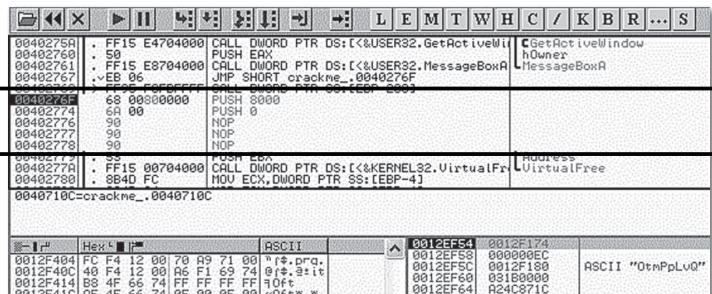 L E M T W H C / K B R ... S
0040275A . FF15 E4704000 CALL DWORD PTR DS:[<&USER32.GetActiveWi GetActiveWindow
00402760 . 50 PUSH EAX hOwner
00402761 . FF15 E8704000 CALL DWORD PTR DS:[<&USER32.MessageBoxA MessageBoxA
00402767 . EB 06 JMP SHORT crackme_.0040276F
0040276F 68 00800000 PUSH 8000
00402774 6A 00 PUSH 0
00402776 90 NOP
00402777 90 NOP
00402778 90 NOP
00402779 . 53 PUSH EBX Address
0040277A . FF15 00704000 CALL DWORD PTR DS:[<&KERNEL32.VirtualFr VirtualFree
00402780 . 8B4D FC MOV ECX,DWORD PTR SS:[EBP-4]
0040710C=crackme_.0040710C
Hex ASCII
0012F404 FC F4 12 00 70 A9 71 00
0012F40C 40 F4 12 00 A6 F1 69 74
0012F414 B8 4F 66 74 FF FF FF FF
0012EF54 0012F174
0012EF58 000000EC
0012EF5C 0012F180 ASCII "OtmPpLvQ"
0012EF60 031B0000
0012EF64 A24C871C